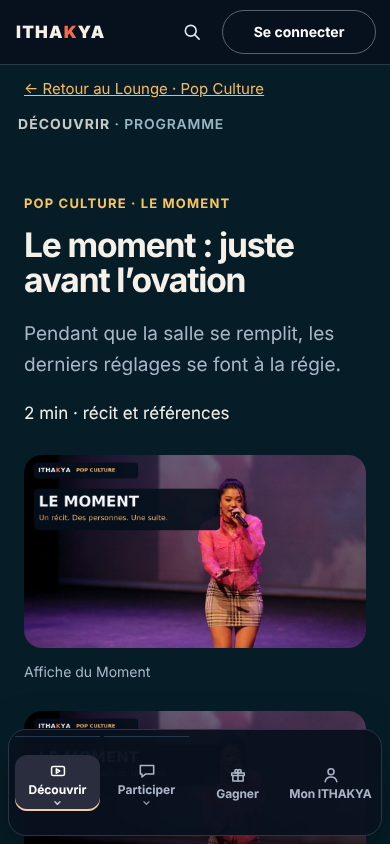 ITHAKYA
Se connecter
← Retour au Lounge · Pop Culture
DÉCOUVRIR · PROGRAMME
POP CULTURE · LE MOMENT
Le moment : juste
avant l’ovation
Pendant que la salle se remplit, les
derniers réglages se font à la régie.
2 min · récit et références
ITHAKYA POP CULTURE
LE MOMENT
Un récit. Des personnes. Une suite.
Affiche du Moment
ITHAKYA POP CULTURE
LE MOMENT
Découvrir
Participer
Gagner
Mon ITHAKYA